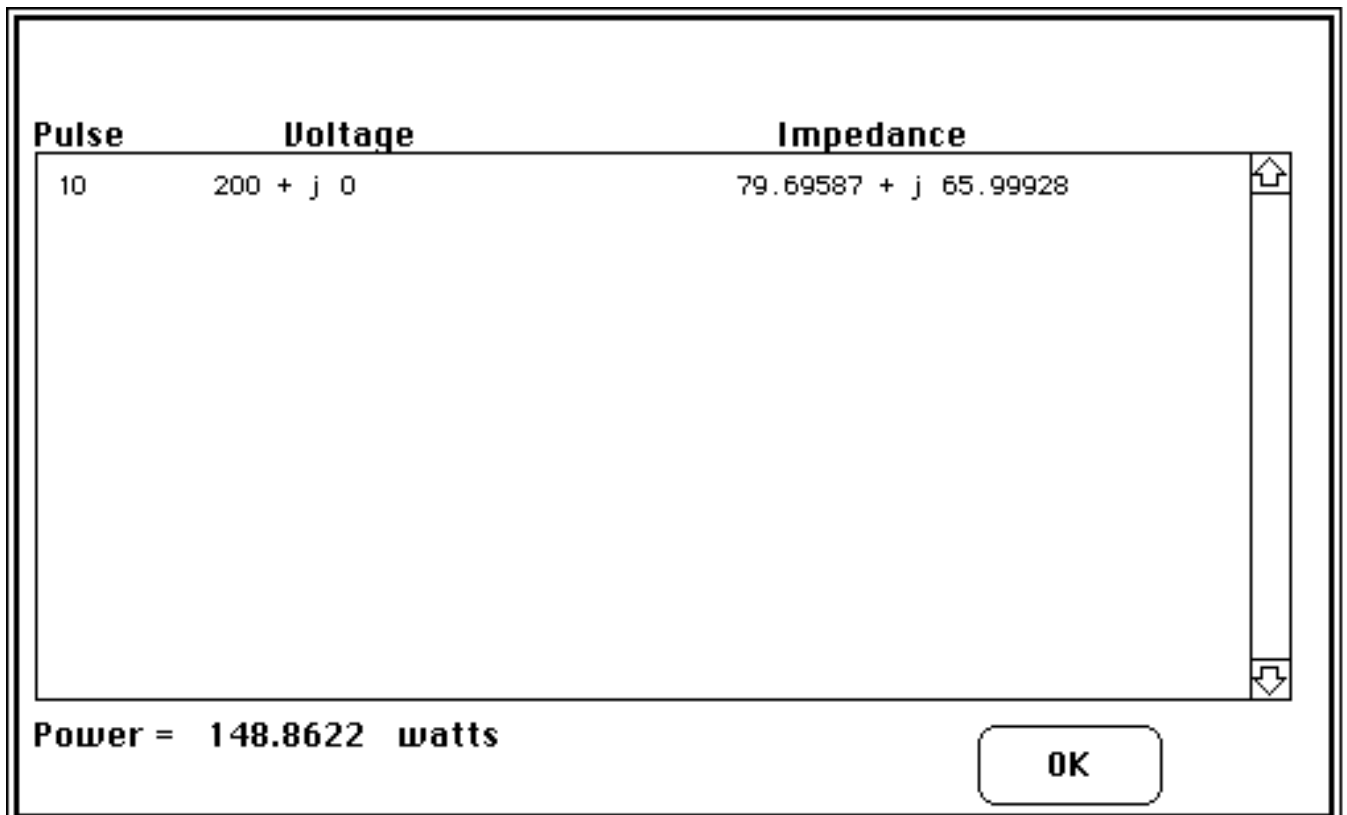 Pulse Voltage Impedance
10 200 + j 0 79.69587 + j 65.99928
Power = 148.8622 watts
OK